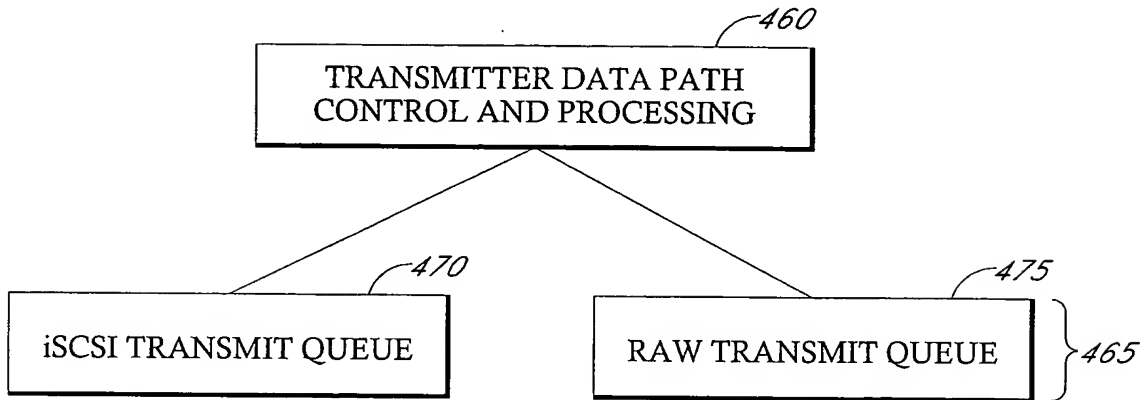 460
TRANSMITTER DATA PATH
CONTROL AND PROCESSING
470
475
iSCSI TRANSMIT QUEUE
RAW TRANSMIT QUEUE
465